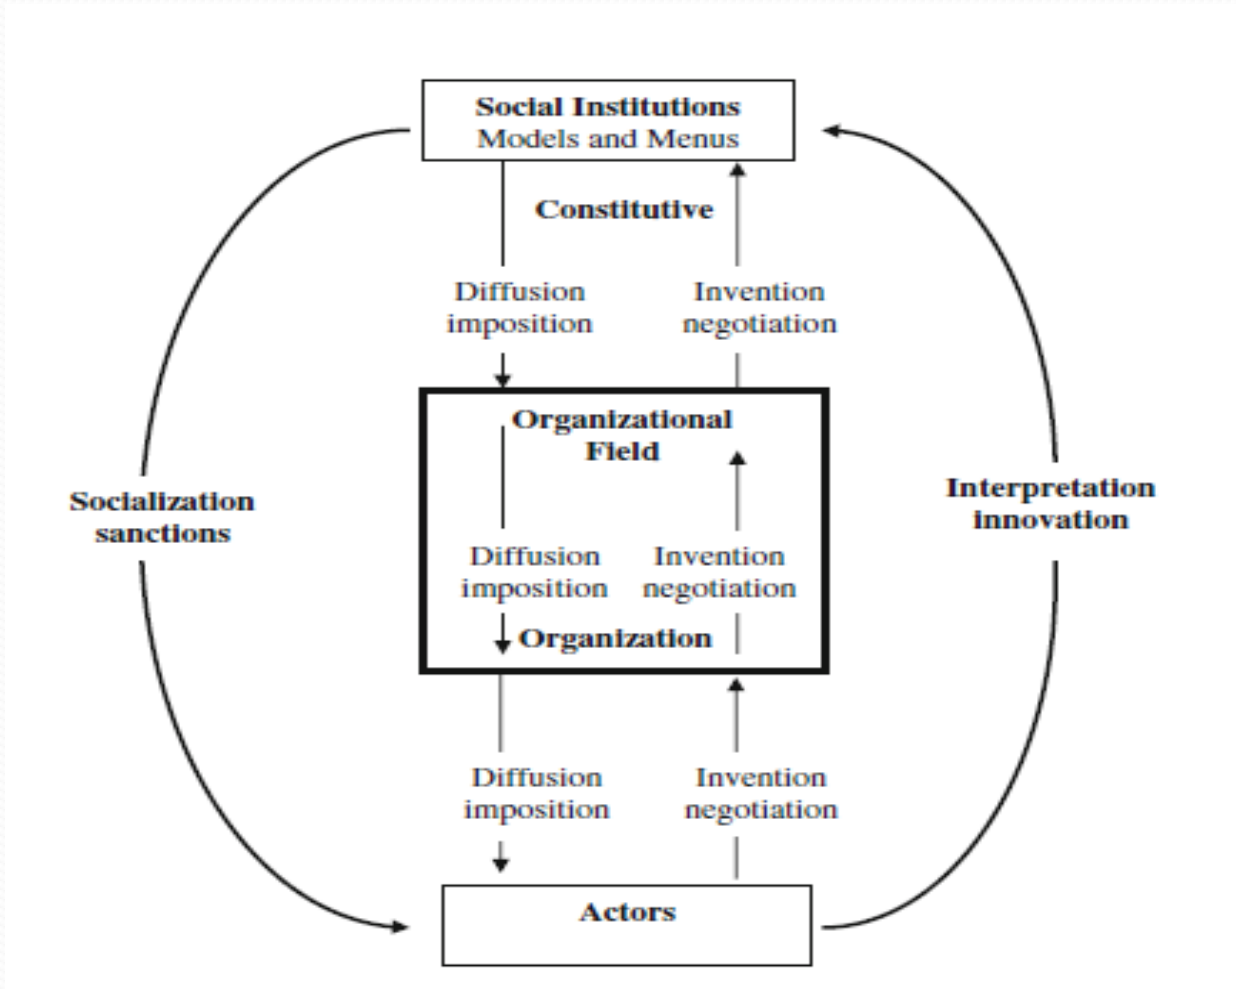 Social Institutions
Models and Menus
Constitutive
Diffusion
imposition
Invention
negotiation
Organizational
Field
Socialization
sanctions
Interpretation
innovation
Diffusion
imposition
Invention
negotiation
Organization
Diffusion
imposition
Invention
negotiation
Actors